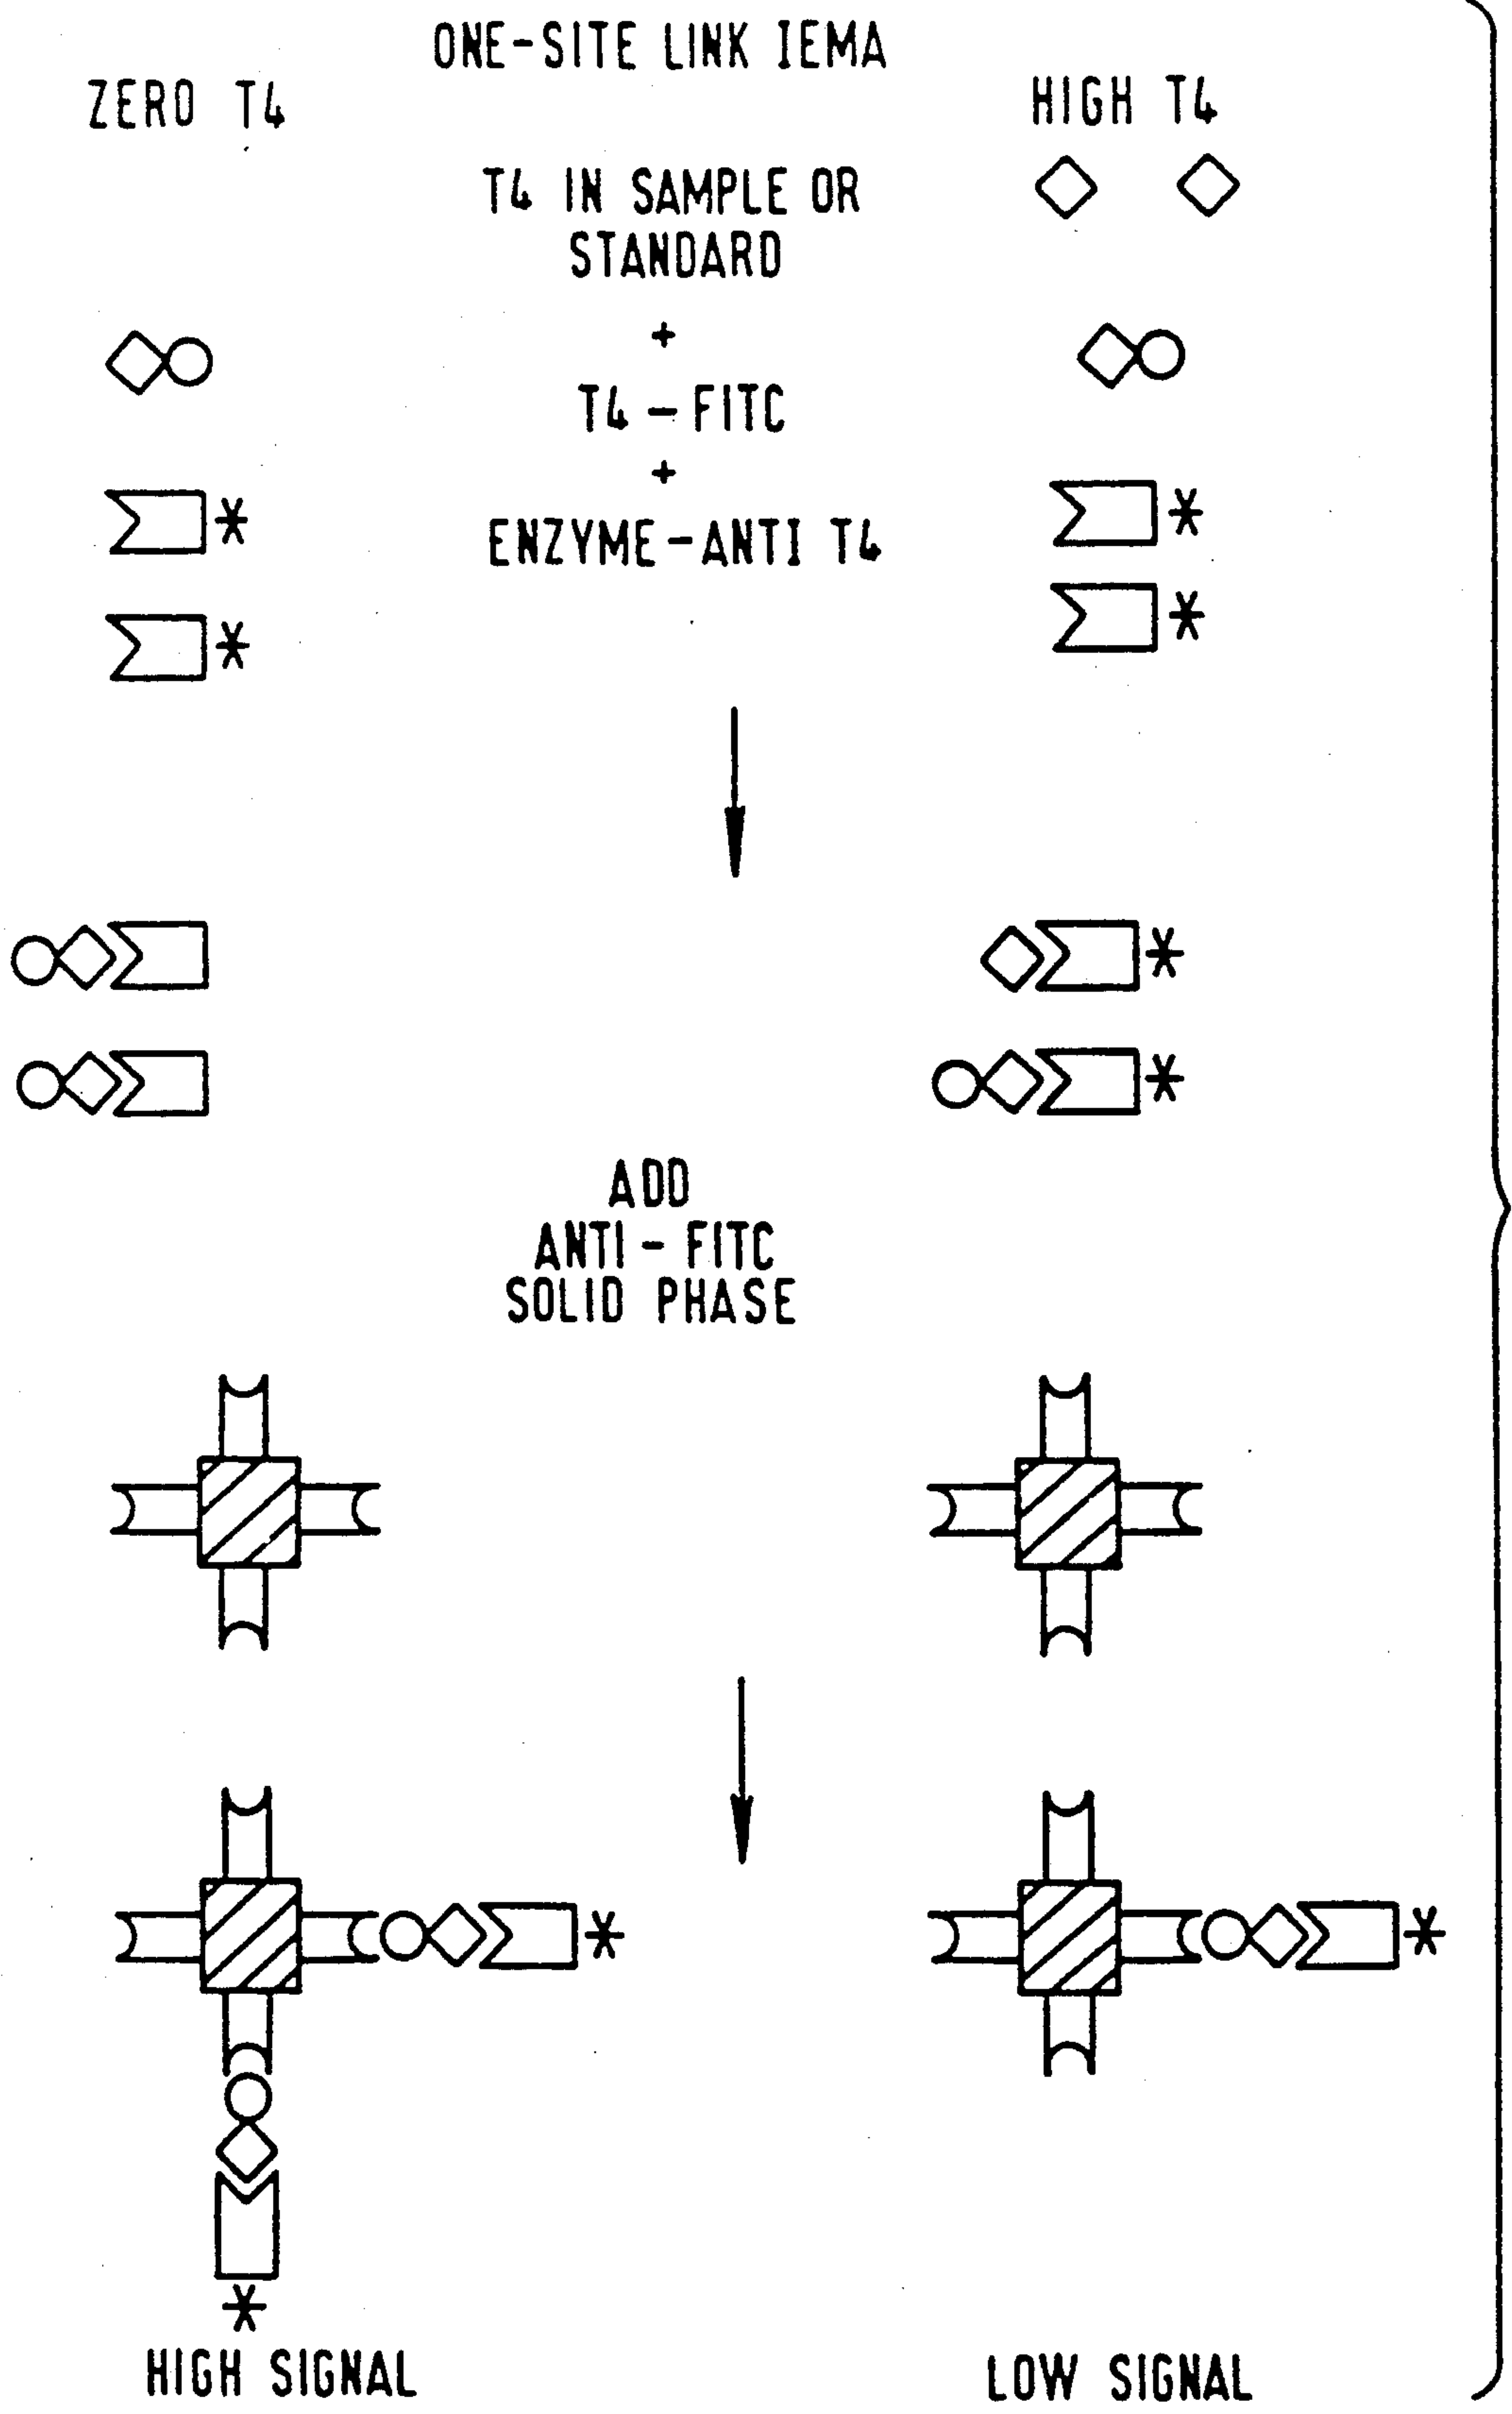 ONE-SITE LINK IEMA
ZERO T4
HIGH T4
T4 IN SAMPLE OR
STANDARD
+
T4-FITC
+
ENZYME-ANTI T4
*
*
*
*
*
*
ADD
ANTI-FITC
SOLID PHASE
*
*
*
HIGH SIGNAL
LOW SIGNAL